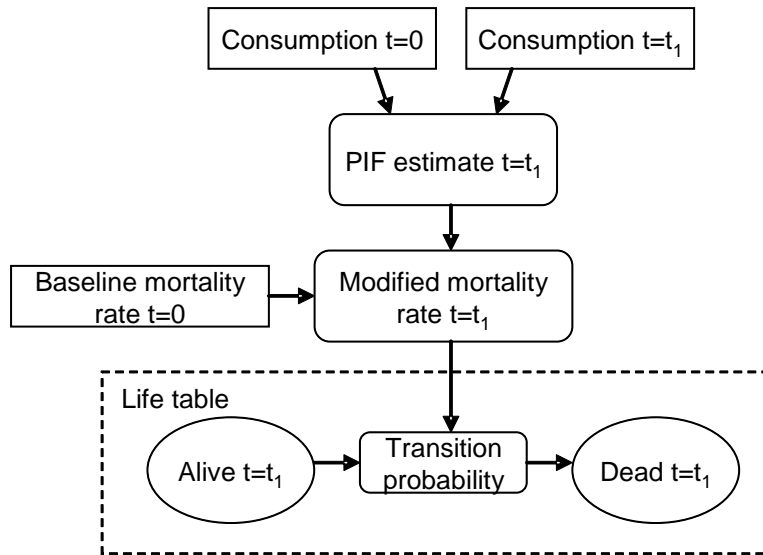 Consumption t=0
Consumption t=t₁
PIF estimate t=t₁
Baseline mortality
rate t=0
Modified mortality
rate t=t₁
Life table
Alive t=t₁
Transition
probability
Dead t=t₁